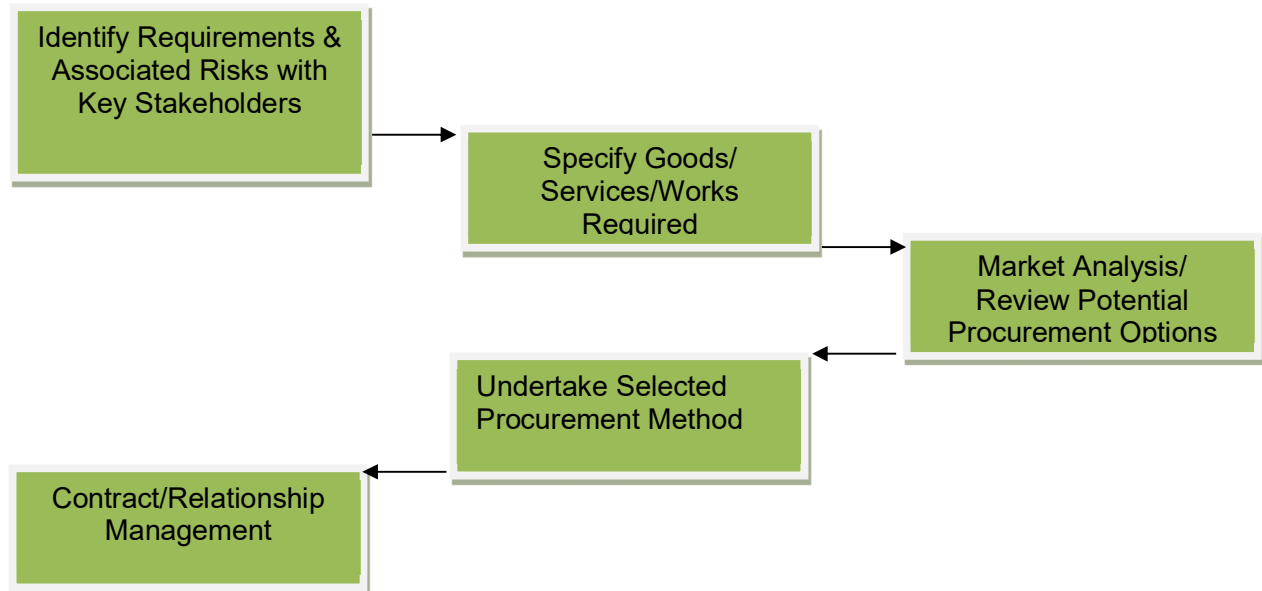 Identify Requirements &
Associated Risks with
Key Stakeholders
Specify Goods/
Services/Works
Required
Market Analysis/
Review Potential
Procurement Options
Undertake Selected
Procurement Method
Contract/Relationship
Management